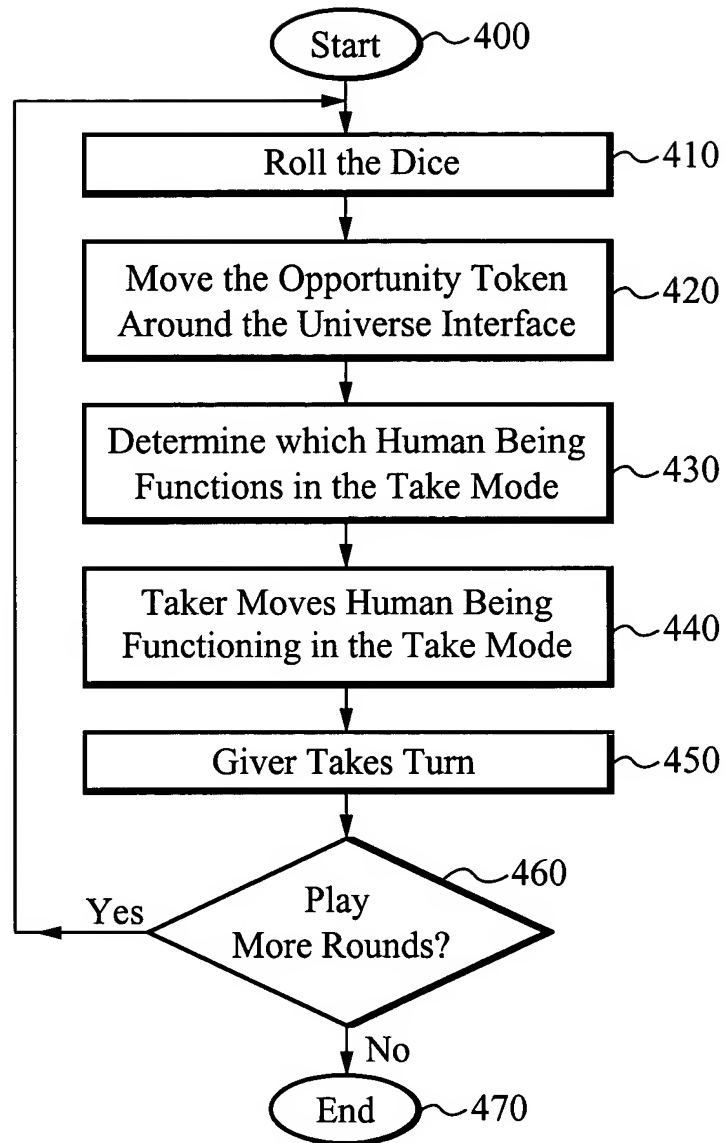 Start
400
Roll the Dice
410
Move the Opportunity Token
Around the Universe Interface
420
Determine which Human Being
Functions in the Take Mode
430
Taker Moves Human Being
Functioning in the Take Mode
440
Giver Takes Turn
450
460
Play
More Rounds?
Yes
No
End
470